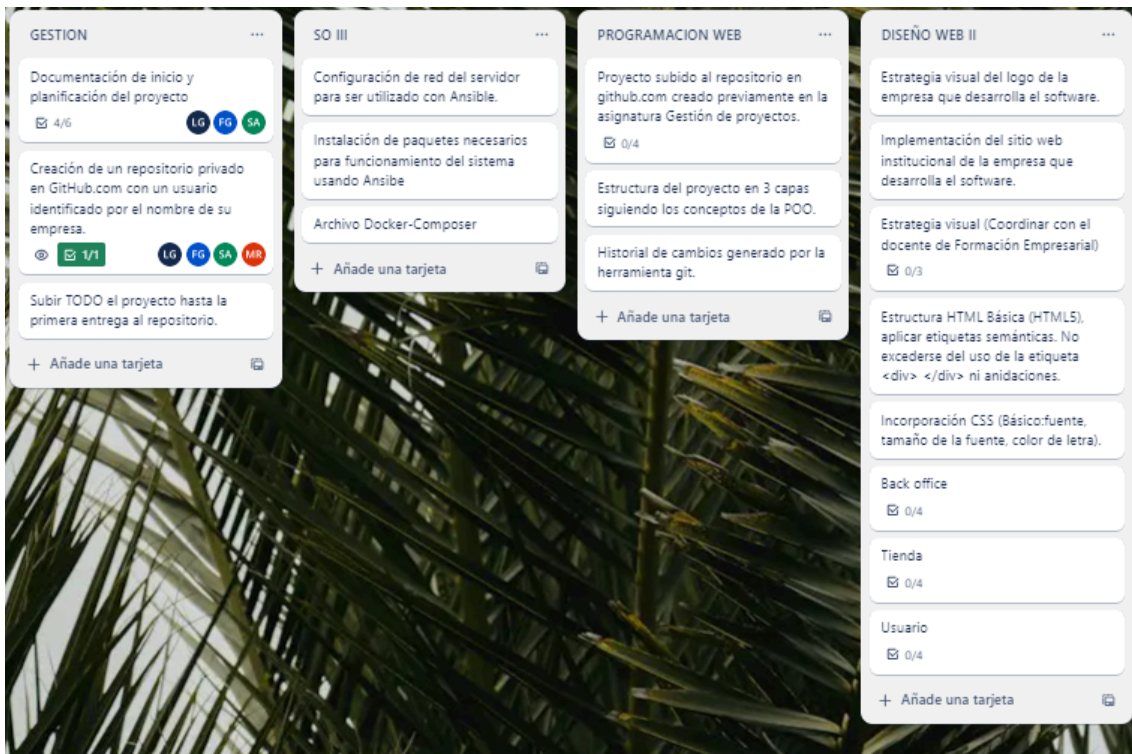 GESTION
Documentación de inicio y
planificación del proyecto
4/6
LG FG SA
Creación de un repositorio privado
en GitHub.com con un usuario
identificado por el nombre de su
empresa.
1/1
LG FG SA MR
Subir TODO el proyecto hasta la
primera entrega al repositorio.
+ Añade una tarjeta
SO III
Configuración de red del servidor
para ser utilizado con Ansible.
Instalación de paquetes necesarios
para funcionamiento del sistema
usando Ansibe
Archivo Docker-Composer
+ Añade una tarjeta
PROGRAMACION WEB
Proyecto subido al repositorio en
github.com creado previamente en la
asignatura Gestión de proyectos.
0/4
Estructura del proyecto en 3 capas
siguiendo los conceptos de la POO.
Historial de cambios generado por la
herramienta git.
+ Añade una tarjeta
DISEÑO WEB II
Estrategia visual del logo de la
empresa que desarrolla el software.
Implementación del sitio web
institucional de la empresa que
desarrolla el software.
Estrategia visual (Coordinar con el
docente de Formación Empresarial)
0/3
Estructura HTML Básica (HTML5),
aplicar etiquetas semánticas. No
excederse del uso de la etiqueta
<div> </div> ni anidaciones.
Incorporación CSS (Básico:fuente,
tamaño de la fuente, color de letra).
Back office
0/4
Tienda
0/4
Usuario
0/4
+ Añade una tarjeta